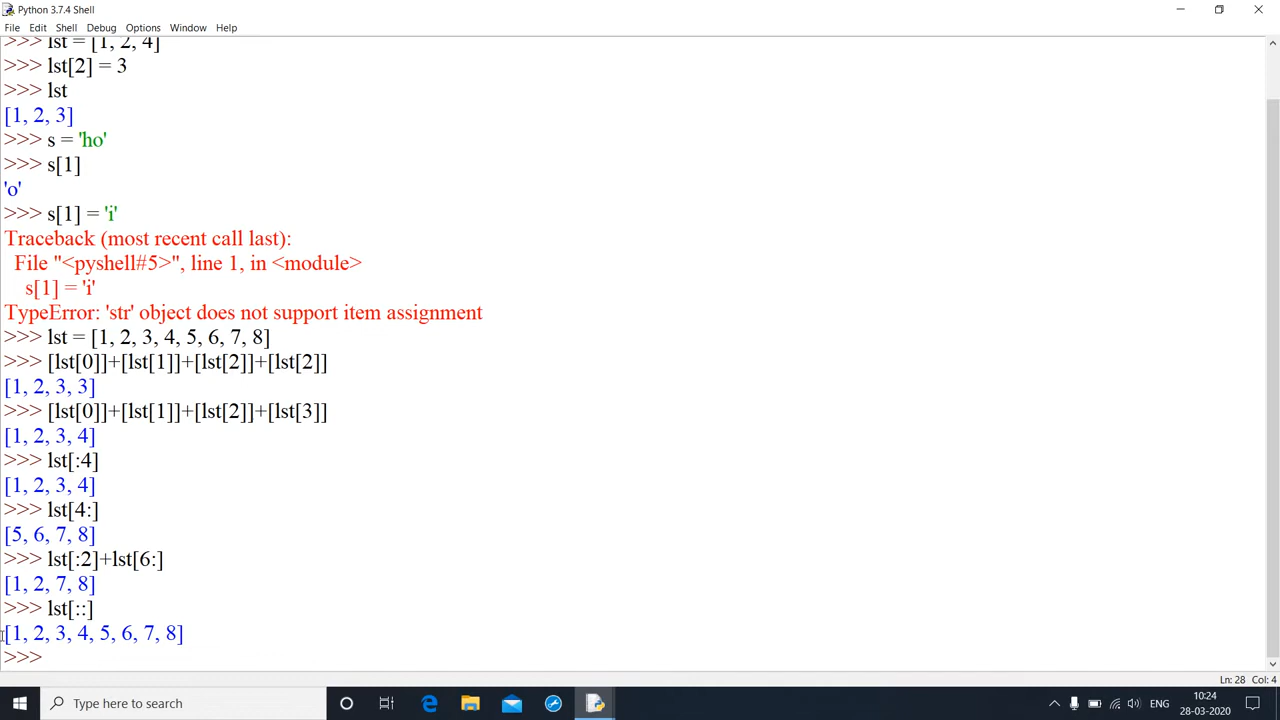 Python 3.7.4 Shell
File Edit Shell Debug Options Window Help
>>> lst = [1, 2, 4]
>>> lst[2] = 3
>>> lst
[1, 2, 3]
>>> s = 'ho'
>>> s[1]
'o'
>>> s[1] = 'i'
Traceback (most recent call last):
  File "<pyshell#5>", line 1, in <module>
    s[1] = 'i'
TypeError: 'str' object does not support item assignment
>>> lst = [1, 2, 3, 4, 5, 6, 7, 8]
>>> [lst[0]]+[lst[1]]+[lst[2]]+[lst[2]]
[1, 2, 3, 3]
>>> [lst[0]]+[lst[1]]+[lst[2]]+[lst[3]]
[1, 2, 3, 4]
>>> lst[:4]
[1, 2, 3, 4]
>>> lst[4:]
[5, 6, 7, 8]
>>> lst[:2]+lst[6:]
[1, 2, 7, 8]
>>> lst[::]
[1, 2, 3, 4, 5, 6, 7, 8]
>>>
Ln: 28 Col: 4
Type here to search
ENG
10:24
28-03-2020